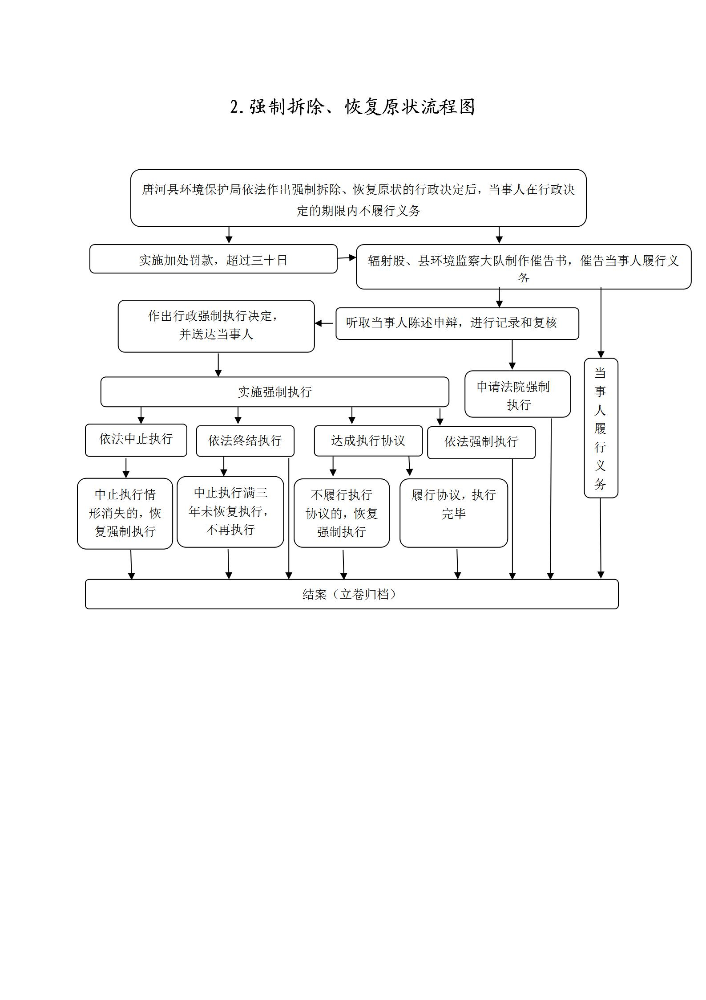 2.强制拆除、恢复原状流程图
唐河县环境保护局依法作出强制拆除、恢复原状的行政决定后，当事人在行政决
定的期限内不履行义务
实施加处罚款，超过三十日
辐射股、县环境监察大队制作催告书，催告当事人履行义
务
作出行政强制执行决定，
并送达当事人
听取当事人陈述申辩，进行记录和复核
实施强制执行
申请法院强制
执行
当
事
人
履
行
义
务
依法中止执行
依法终结执行
达成执行协议
依法强制执行
中止执行情
形消失的，恢
复强制执行
中止执行满三
年未恢复执行，
不再执行
不履行执行
协议的，恢复
强制执行
履行协议，执行
完毕
结案（立卷归档）